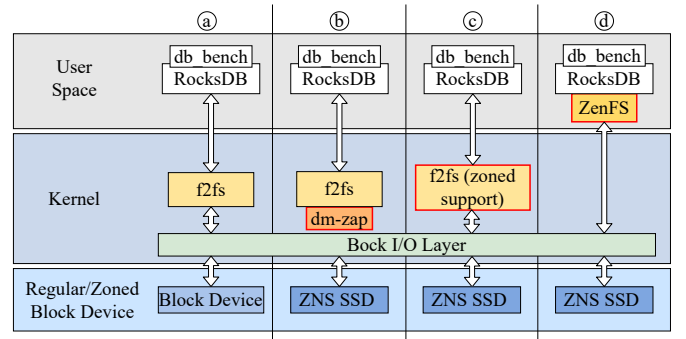 ⓐ ⓑ ⓒ ⓓ
User
Space
db_bench db_bench db_bench db_bench
RocksDB RocksDB RocksDB RocksDB
ZenFS
Kernel
f2fs
f2fs
dm-zap
f2fs (zoned
support)
Bock I/O Layer
Regular/Zoned
Block Device
Block Device ZNS SSD ZNS SSD ZNS SSD